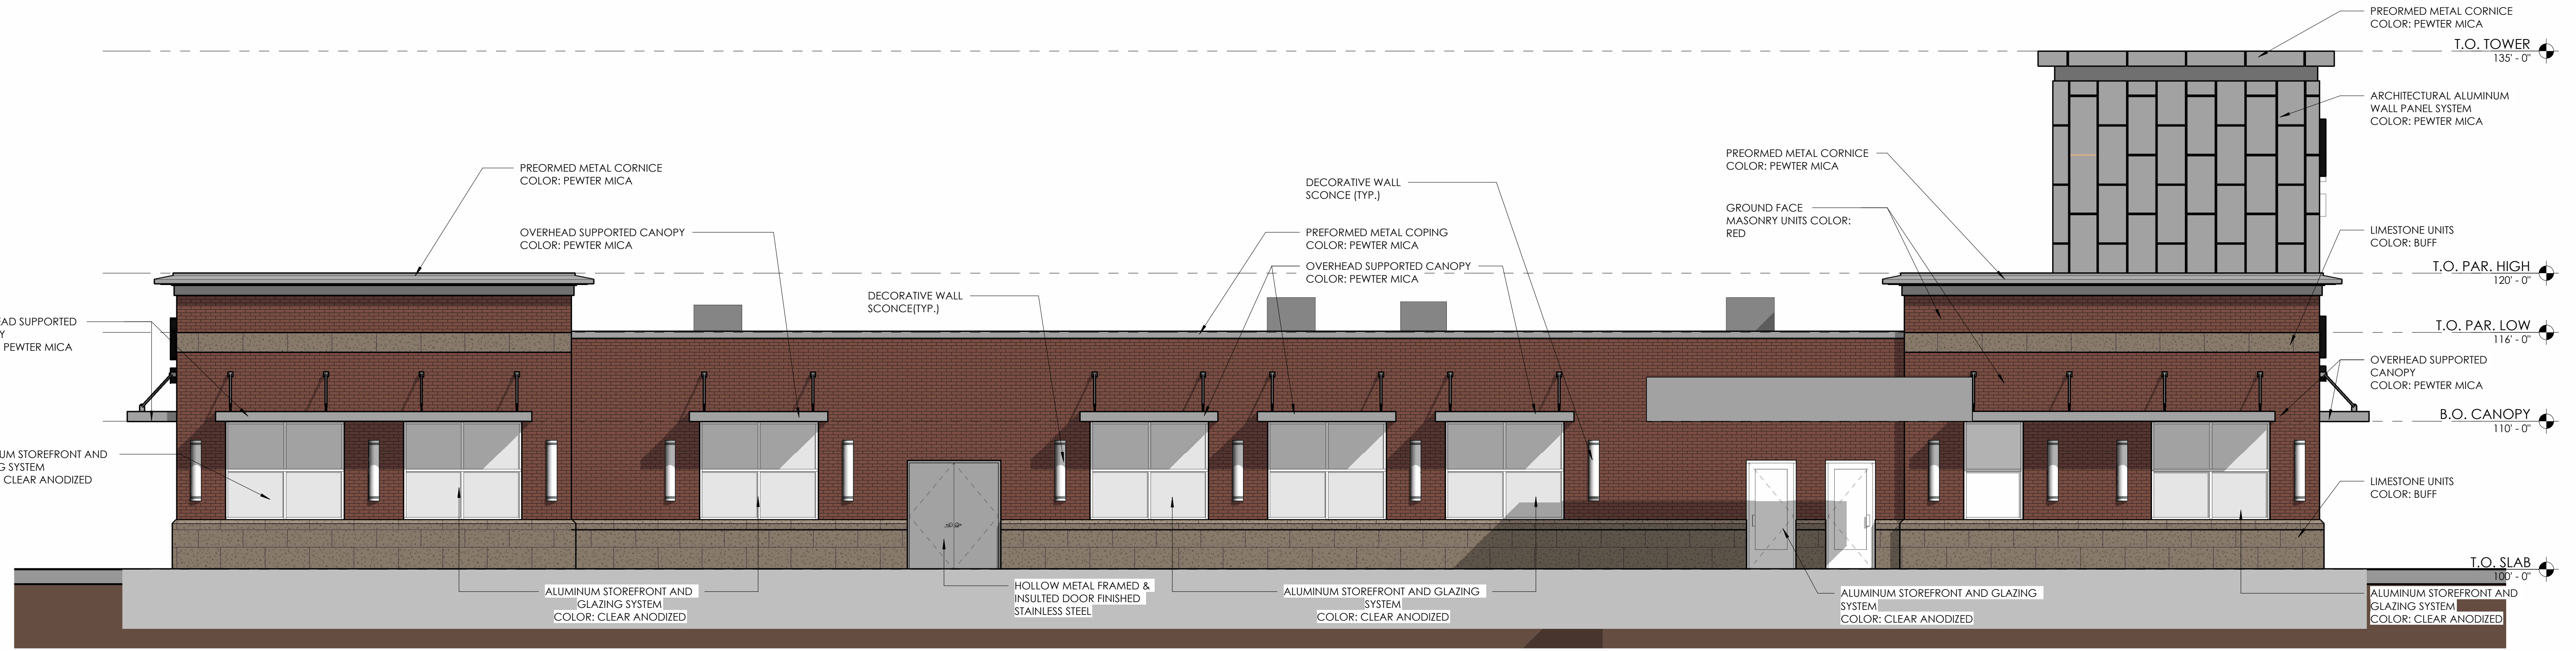 PREORMED METAL CORNICE
COLOR: PEWTER MICA
T.O. TOWER
135' - 0"
ARCHITECTURAL ALUMINUM
WALL PANEL SYSTEM
COLOR: PEWTER MICA
PREORMED METAL CORNICE
COLOR: PEWTER MICA
PREORMED METAL CORNICE
COLOR: PEWTER MICA
DECORATIVE WALL
SCONCE (TYP.)
GROUND FACE
MASONRY UNITS COLOR:
RED
OVERHEAD SUPPORTED CANOPY
COLOR: PEWTER MICA
PREFORMED METAL COPING
COLOR: PEWTER MICA
LIMESTONE UNITS
COLOR: BUFF
OVERHEAD SUPPORTED CANOPY
COLOR: PEWTER MICA
T.O. PAR. HIGH
120' - 0"
DECORATIVE WALL
SCONCE(TYP.)
EAD SUPPORTED
Y
PEWTER MICA
T.O. PAR. LOW
116' - 0"
OVERHEAD SUPPORTED
CANOPY
COLOR: PEWTER MICA
B.O. CANOPY
110' - 0"
UM STOREFRONT AND
G SYSTEM
CLEAR ANODIZED
LIMESTONE UNITS
COLOR: BUFF
T.O. SLAB
100' - 0"
ALUMINUM STOREFRONT AND
GLAZING SYSTEM
COLOR: CLEAR ANODIZED
HOLLOW METAL FRAMED &
INSULTED DOOR FINISHED
STAINLESS STEEL
ALUMINUM STOREFRONT AND GLAZING
SYSTEM
COLOR: CLEAR ANODIZED
ALUMINUM STOREFRONT AND GLAZING
SYSTEM
COLOR: CLEAR ANODIZED
ALUMINUM STOREFRONT AND
GLAZING SYSTEM
COLOR: CLEAR ANODIZED